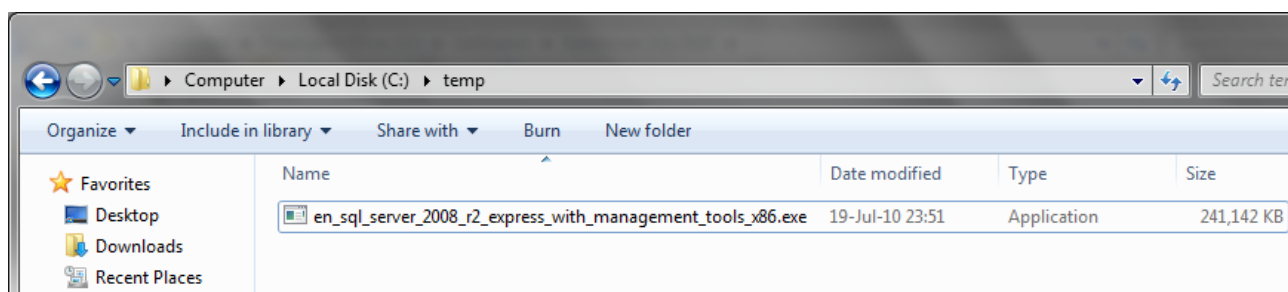 Computer Local Disk (C:) temp
Search
Organize Include in library Share with Burn New folder
Favorites
Desktop
Downloads
Recent Places
Name Date modified Type Size
en_sql_server_2008_r2_express_with_management_tools_x86.exe 19-Jul-10 23:51 Application 241,142 KB